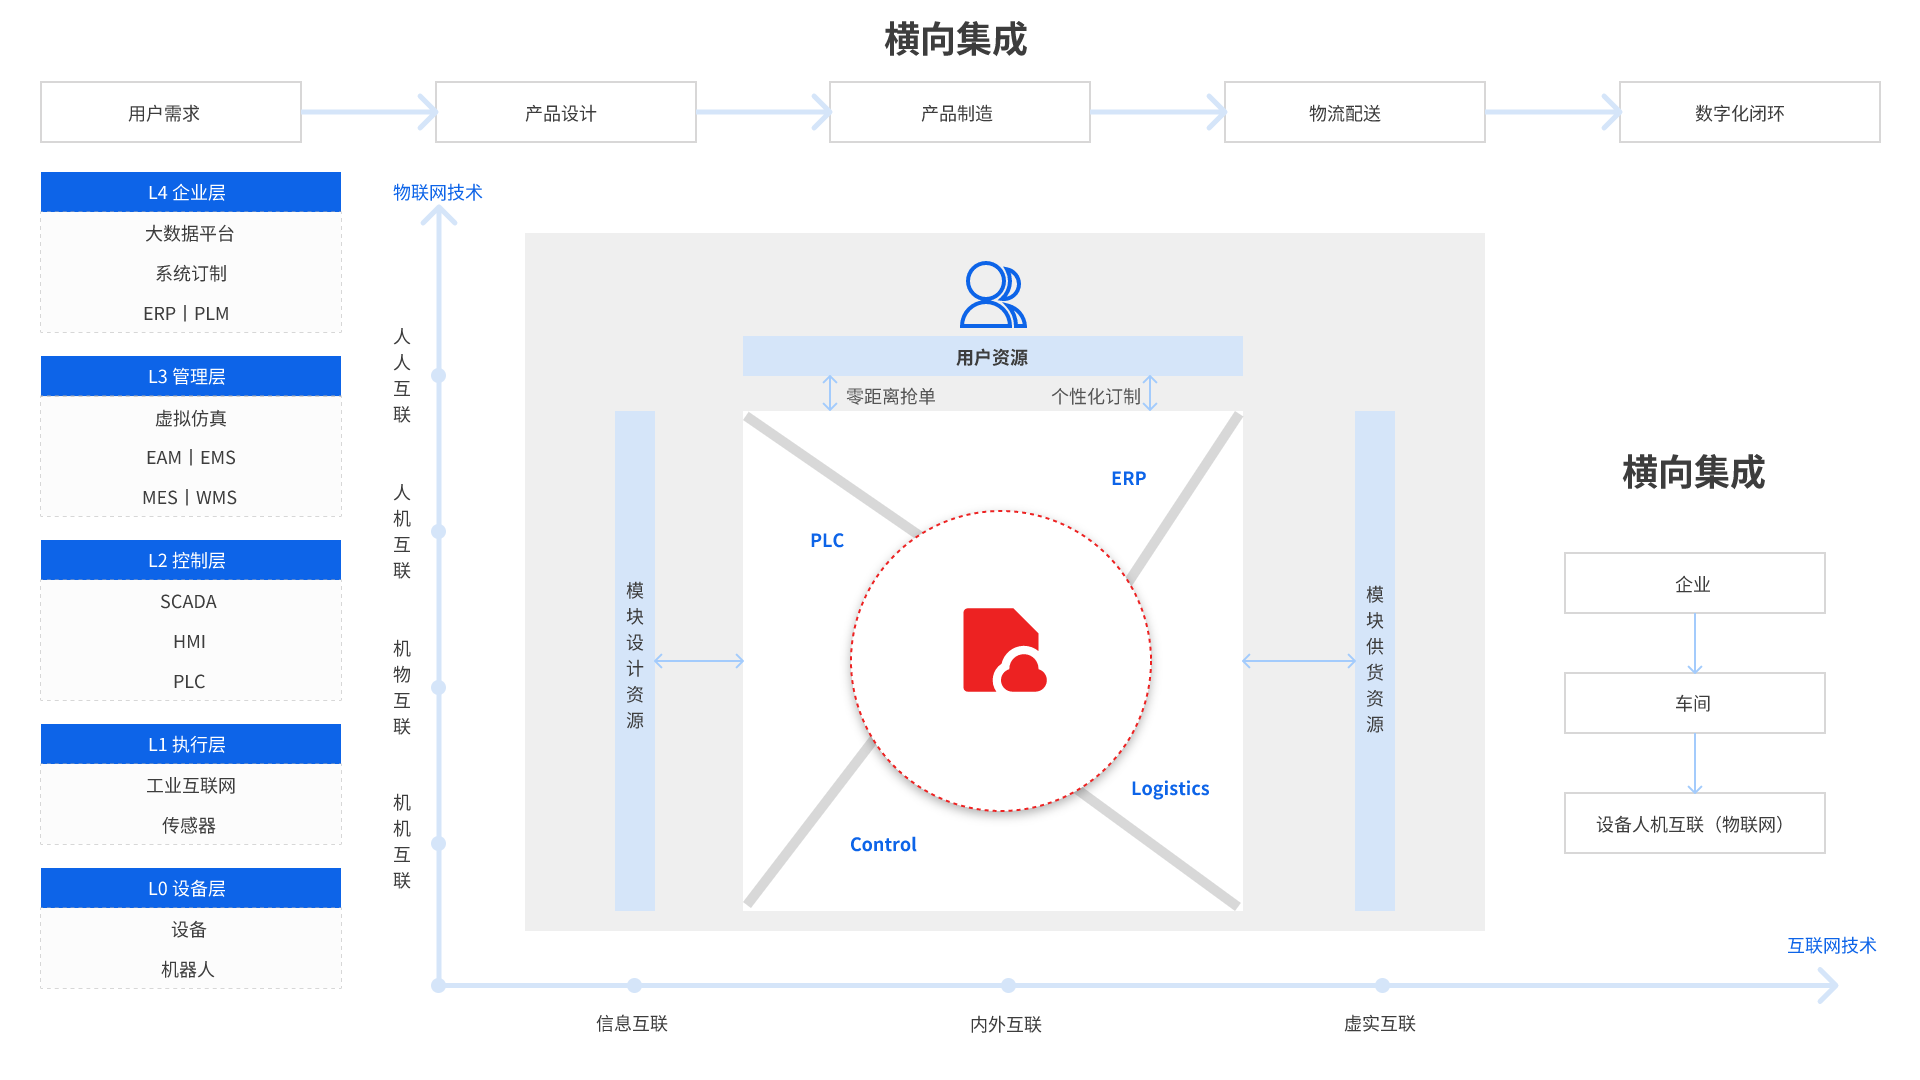 横向集成
用户需求
产品设计
产品制造
物流配送
数字化闭环
L4 企业层
大数据平台
系统订制
ERP | PLM
L3 管理层
虚拟仿真
EAM | EMS
MES | WMS
L2 控制层
SCADA
HMI
PLC
L1 执行层
工业互联网
传感器
L0 设备层
设备
机器人
物联网技术
人人互联
人机互联
机物互联
机机互联
用户资源
零距离抢单
个性化订制
模块设计资源
PLC
ERP
Control
Logistics
模块供货资源
横向集成
企业
车间
设备人机互联（物联网）
互联网技术
信息互联
内外互联
虚实互联